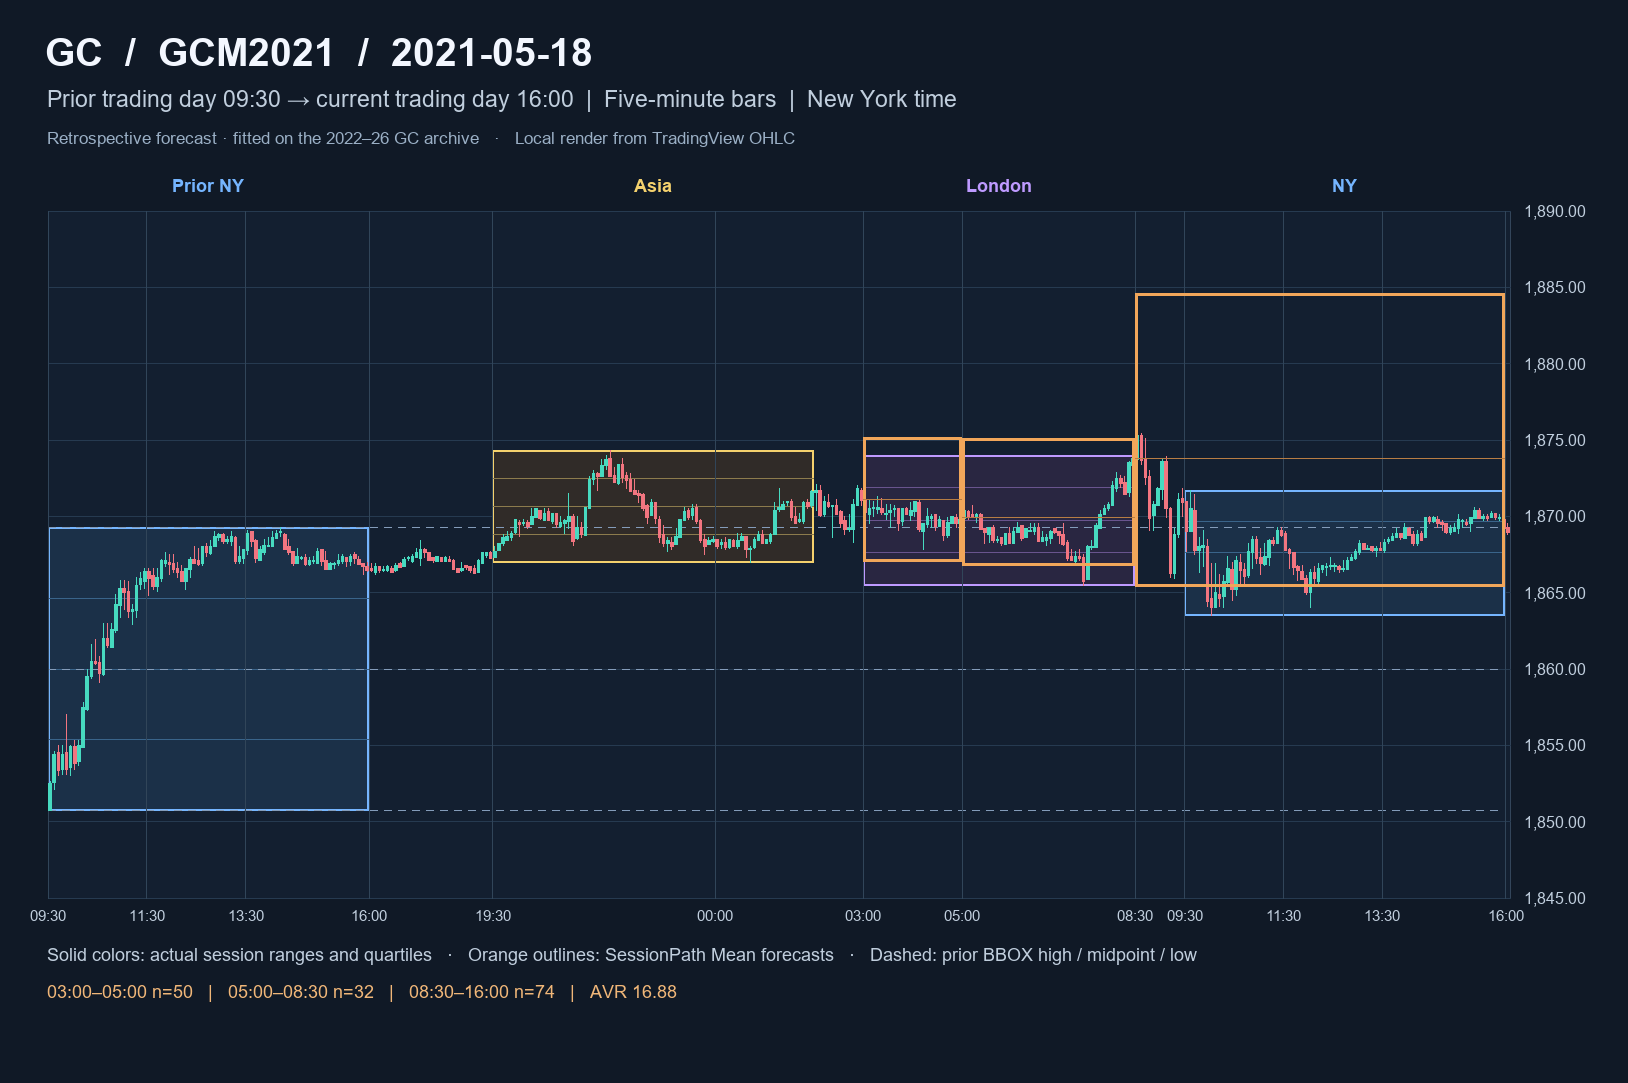 GC / GCM2021 / 2021-05-18
Prior trading day 09:30 → current trading day 16:00 | Five-minute bars | New York time
Retrospective forecast · fitted on the 2022–26 GC archive · Local render from TradingView OHLC
Prior NY Asia London NY
1,890.00
1,885.00
1,880.00
1,875.00
1,870.00
1,865.00
1,860.00
1,855.00
1,850.00
1,845.00
09:30 11:30 13:30 16:00 19:30 00:00 03:00 05:00 08:30 09:30 11:30 13:30 16:00
Solid colors: actual session ranges and quartiles · Orange outlines: SessionPath Mean forecasts · Dashed: prior BBOX high / midpoint / low
03:00–05:00 n=50 | 05:00–08:30 n=32 | 08:30–16:00 n=74 | AVR 16.88